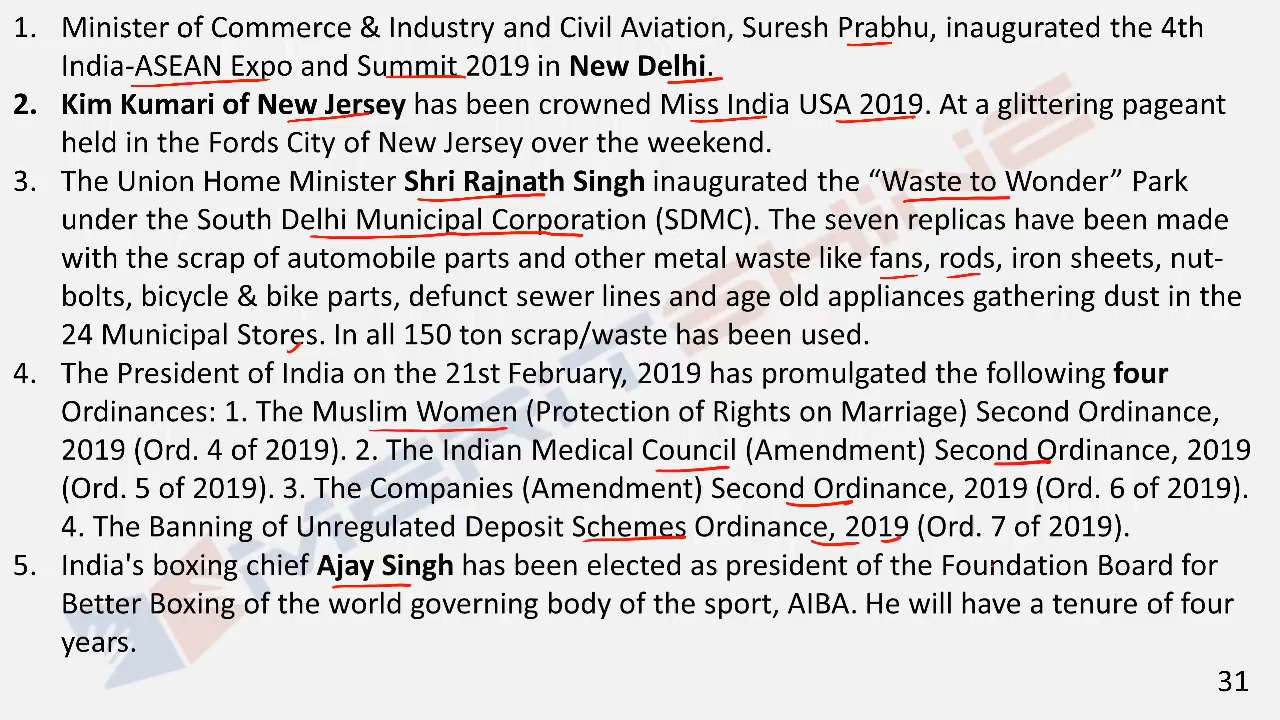 1. Minister of Commerce & Industry and Civil Aviation, Suresh Prabhu, inaugurated the 4th
India-ASEAN Expo and Summit 2019 in New Delhi.
2. Kim Kumari of New Jersey has been crowned Miss India USA 2019. At a glittering pageant
held in the Fords City of New Jersey over the weekend.
3. The Union Home Minister Shri Rajnath Singh inaugurated the “Waste to Wonder” Park
under the South Delhi Municipal Corporation (SDMC). The seven replicas have been made
with the scrap of automobile parts and other metal waste like fans, rods, iron sheets, nut-
bolts, bicycle & bike parts, defunct sewer lines and age old appliances gathering dust in the
24 Municipal Stores. In all 150 ton scrap/waste has been used.
4. The President of India on the 21st February, 2019 has promulgated the following four
Ordinances: 1. The Muslim Women (Protection of Rights on Marriage) Second Ordinance,
2019 (Ord. 4 of 2019). 2. The Indian Medical Council (Amendment) Second Ordinance, 2019
(Ord. 5 of 2019). 3. The Companies (Amendment) Second Ordinance, 2019 (Ord. 6 of 2019).
4. The Banning of Unregulated Deposit Schemes Ordinance, 2019 (Ord. 7 of 2019).
5. India's boxing chief Ajay Singh has been elected as president of the Foundation Board for
Better Boxing of the world governing body of the sport, AIBA. He will have a tenure of four
years.
MERIT SHINE
31